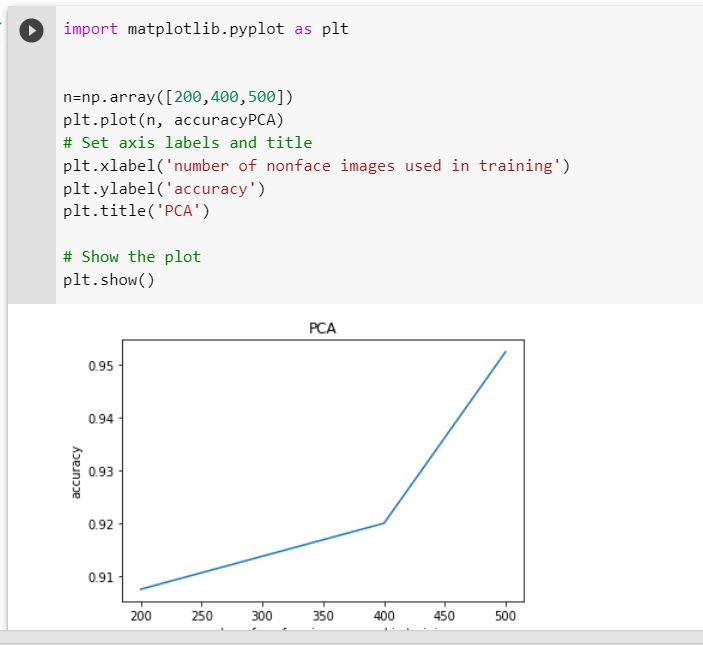 import matplotlib.pyplot as plt
n=np.array([200,400,500])
plt.plot(n, accuracyPCA)
# Set axis labels and title
plt.xlabel('number of nonface images used in training')
plt.ylabel('accuracy')
plt.title('PCA')
# Show the plot
plt.show()
PCA
0.95
0.94
0.93
0.92
0.91
accuracy
200 250 300 350 400 450 500